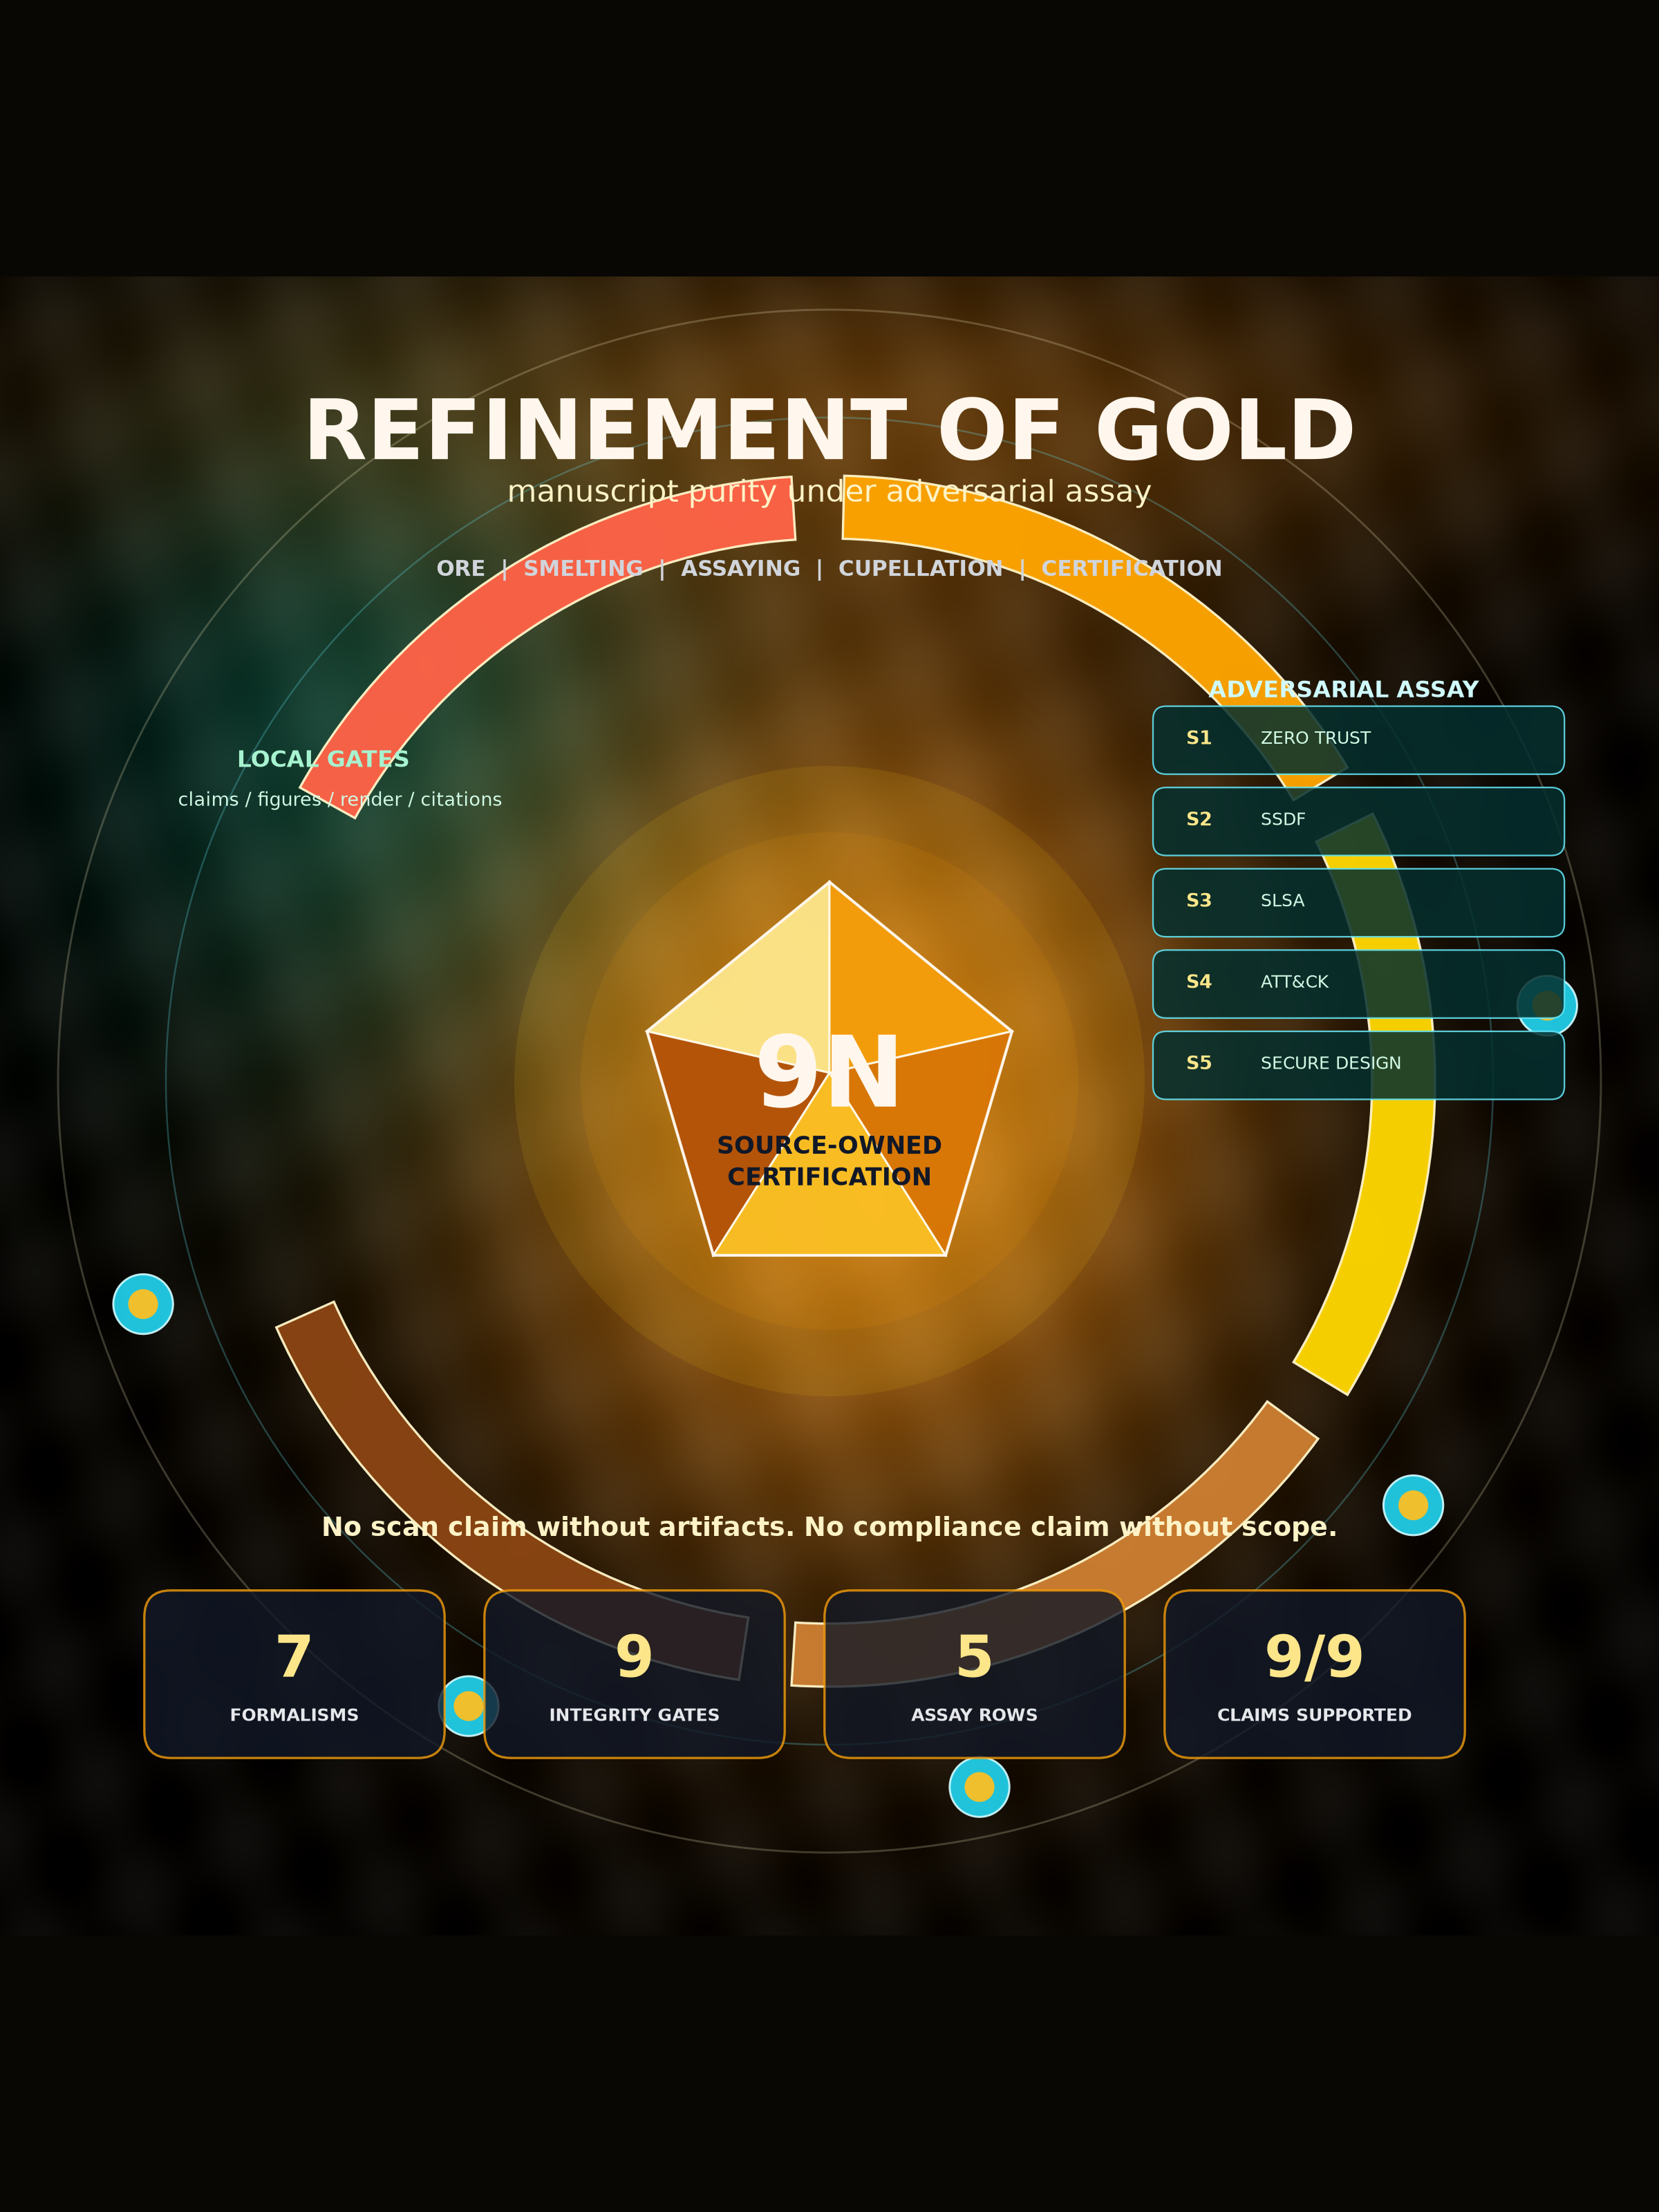 REFINEMENT OF GOLD
manuscript purity under adversarial assay
ORE | SMELTING | ASSAYING | CUPELLATION | CERTIFICATION
ADVERSARIAL ASSAY
S1 ZERO TRUST
S2 SSDF
S3 SLSA
S4 ATT&CK
S5 SECURE DESIGN
LOCAL GATES
claims / figures / render / citations
9N
SOURCE-OWNED
CERTIFICATION
No scan claim without artifacts. No compliance claim without scope.
7
FORMALISMS
9
INTEGRITY GATES
5
ASSAY ROWS
9/9
CLAIMS SUPPORTED